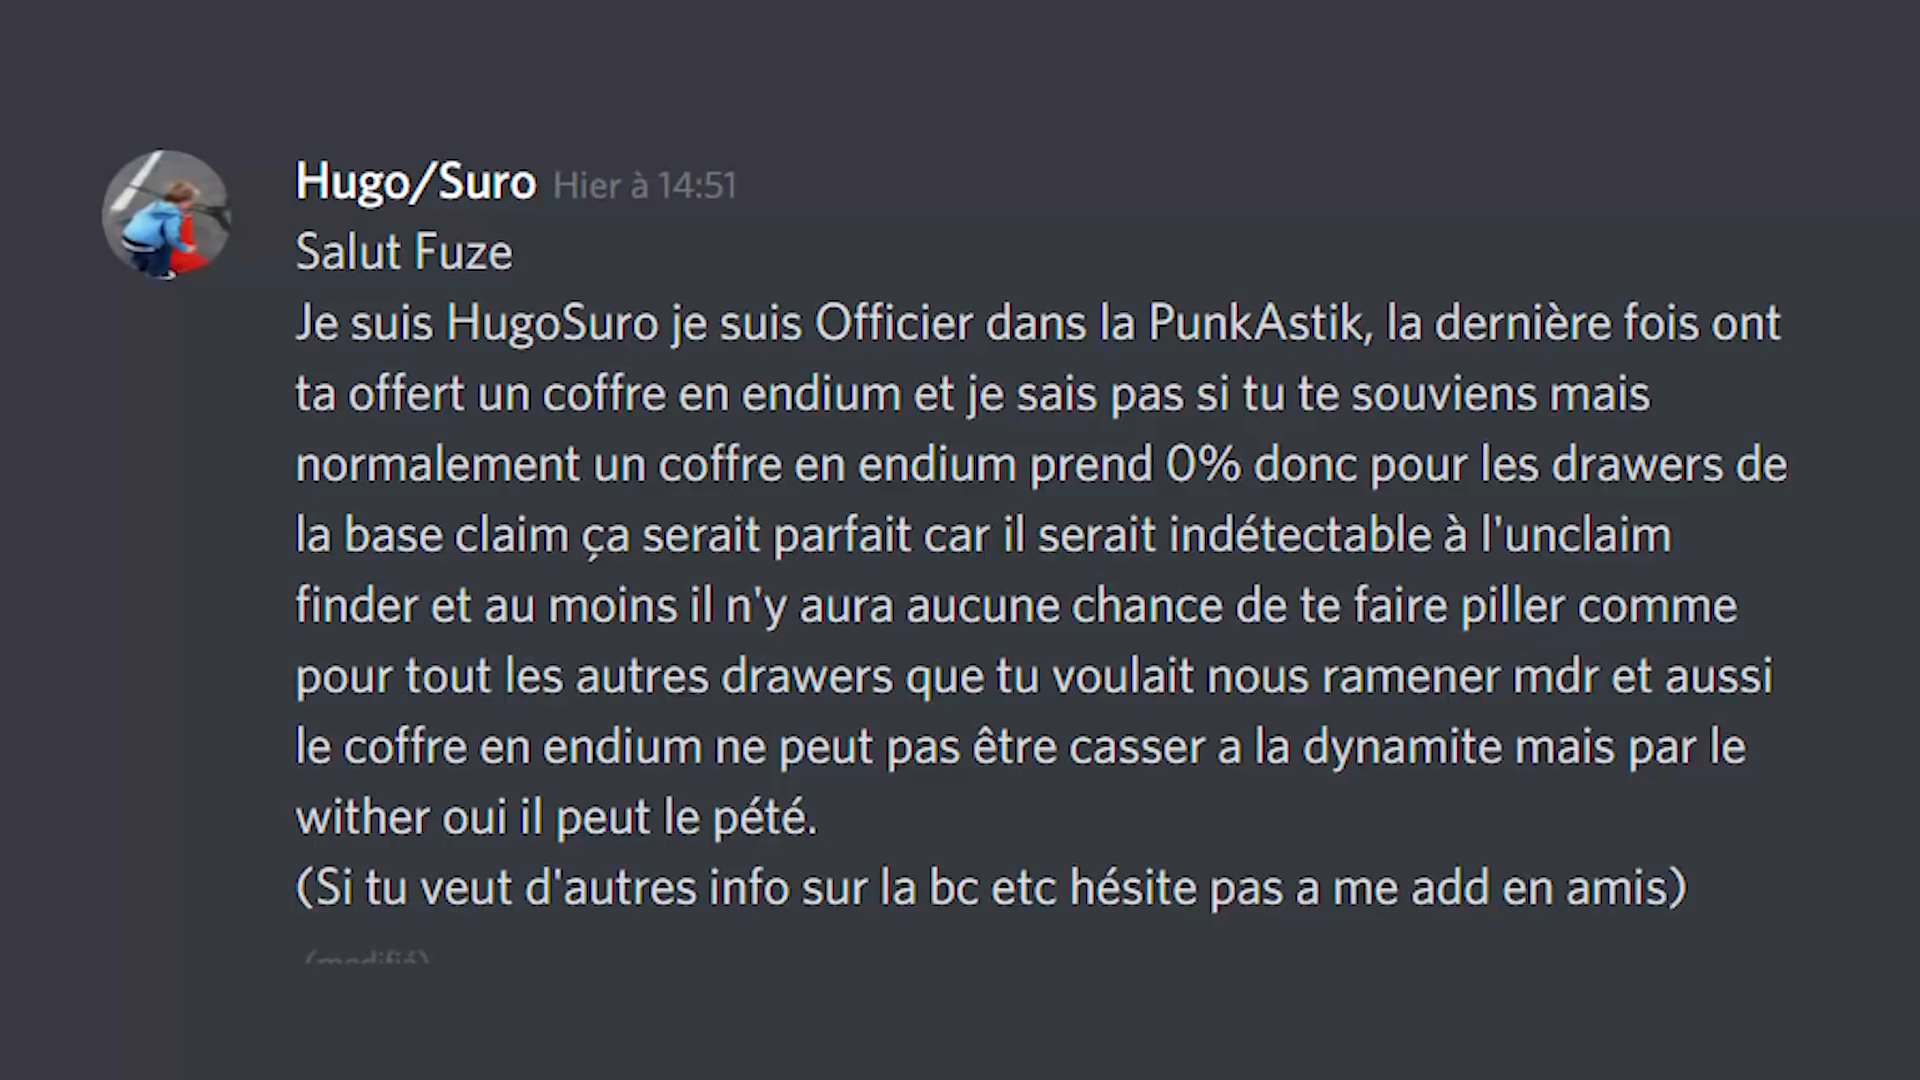 Hugo/Suro Hier à 14:51
Salut Fuze
Je suis HugoSuro je suis Officier dans la PunkAstik, la dernière fois ont
ta offert un coffre en endium et je sais pas si tu te souviens mais
normalement un coffre en endium prend 0% donc pour les drawers de
la base claim ça serait parfait car il serait indétectable à l'unclaim
finder et au moins il n'y aura aucune chance de te faire piller comme
pour tout les autres drawers que tu voulait nous ramener mdr et aussi
le coffre en endium ne peut pas être casser a la dynamite mais par le
wither oui il peut le pété.
(Si tu veut d'autres info sur la bc etc hésite pas a me add en amis)
(modifié)